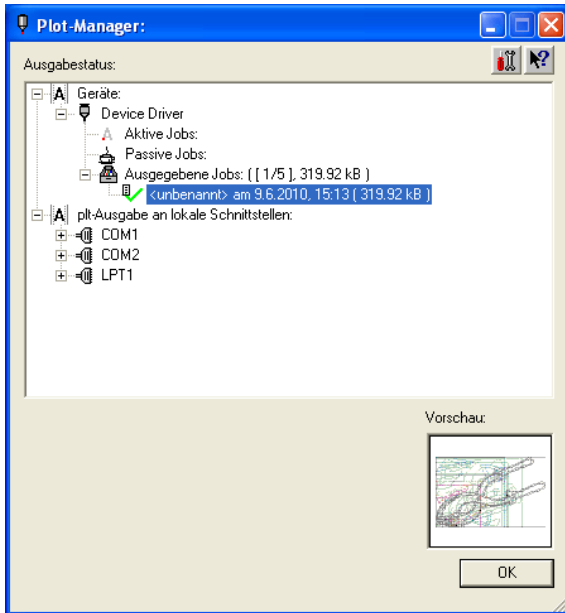 Plot-Manager:
Ausgabestatus:
Geräte:
Device Driver
Aktive Jobs:
Passive Jobs:
Ausgegebene Jobs: ( [ 1/5 ], 319.92 kB )
<unbenannt> am 9.6.2010, 15:13 ( 319.92 kB )
plt-Ausgabe an lokale Schnittstellen:
COM1
COM2
LPT1
Vorschau:
OK